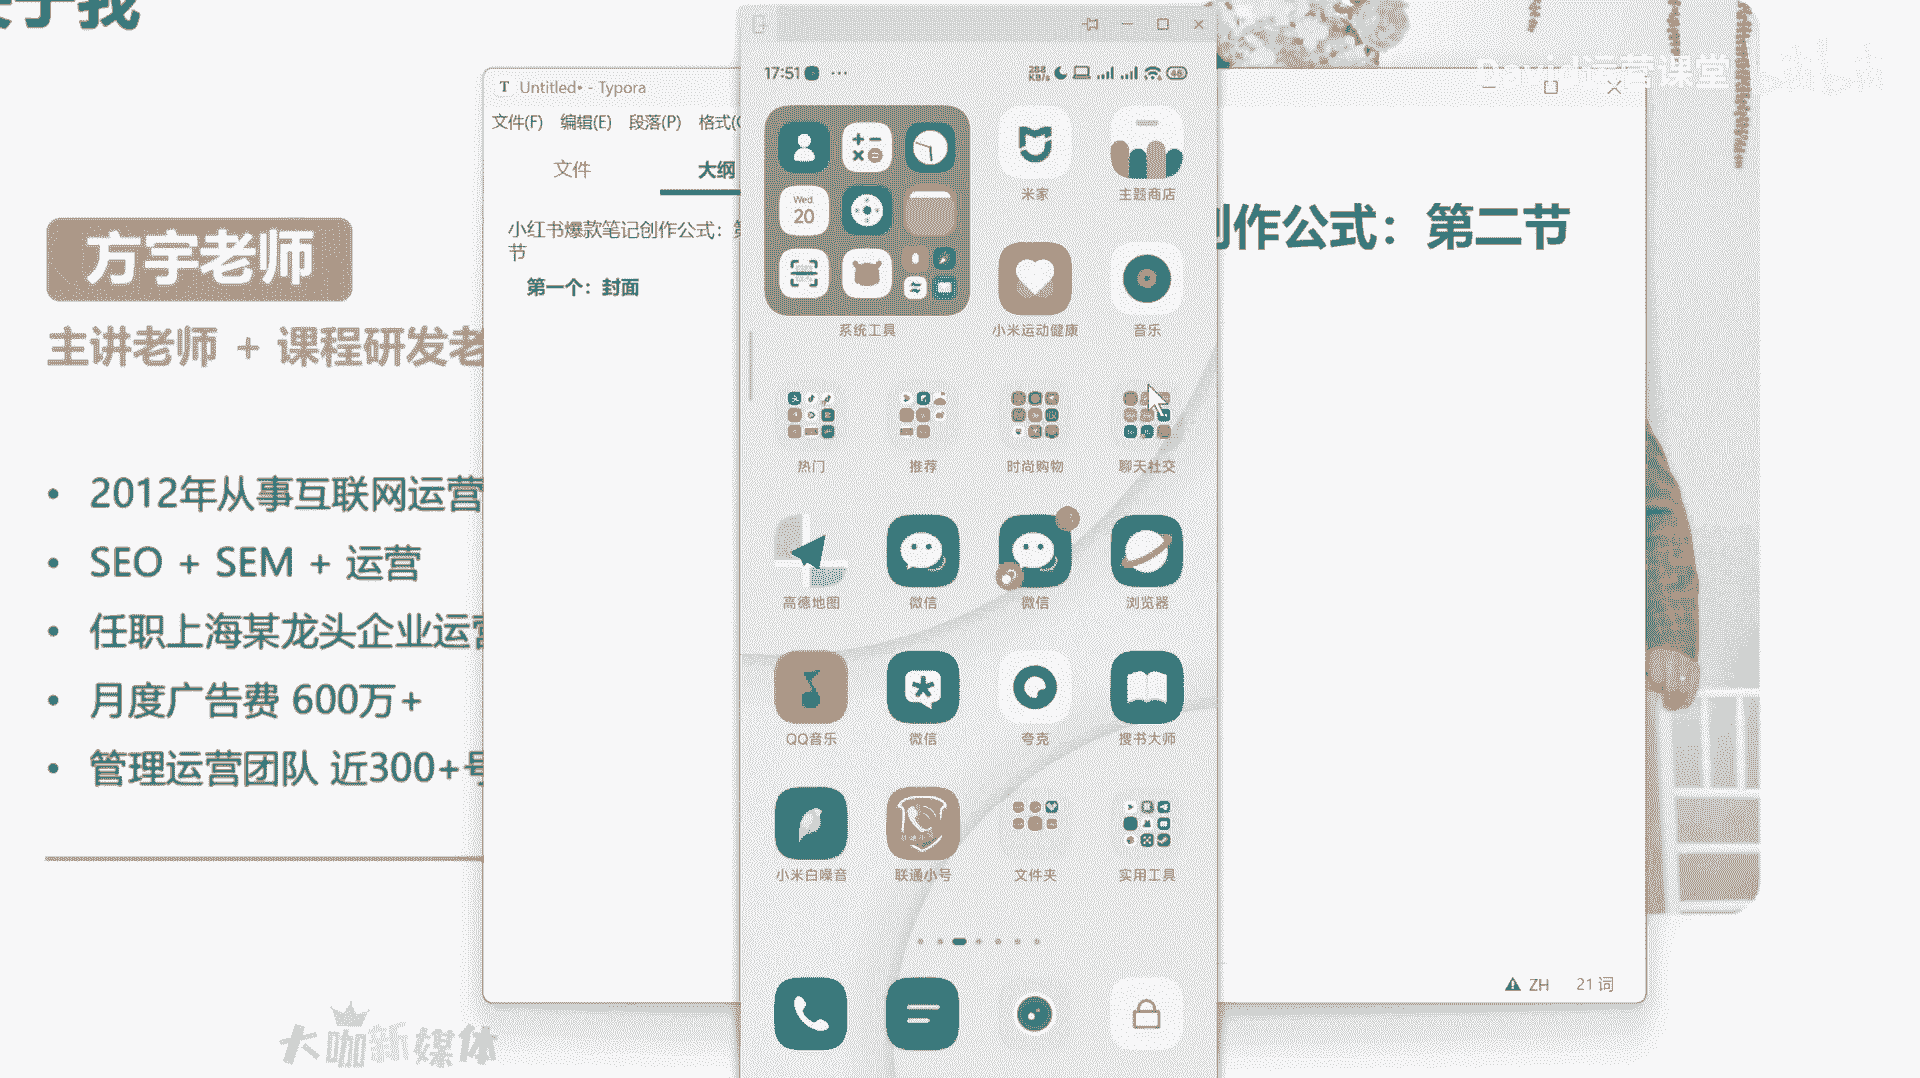 关于我
方宇老师
主讲老师 + 课程研发老
• 2012年从事互联网运营
• SEO + SEM + 运营
• 任职上海某龙头企业运营
• 月度广告费 600万+
• 管理运营团队 近300+号
大咖新媒体
Untitled• - Typora
文件(F) 编辑(E) 段落(P) 格式(
文件
大纲
小红书爆款笔记创作公式：第
节
第一个：封面
创作公式：第二节
ZH 21 词
David运营课堂
17:51
288 KB/s
48
Wed. 20
系统工具
米家
主题商店
小米运动健康
音乐
热门
推荐
时尚购物
聊天社交
高德地图
微信
微信
浏览器
QQ音乐
微信
夸克
搜书大师
小米白噪音
联通小号
文件夹
实用工具